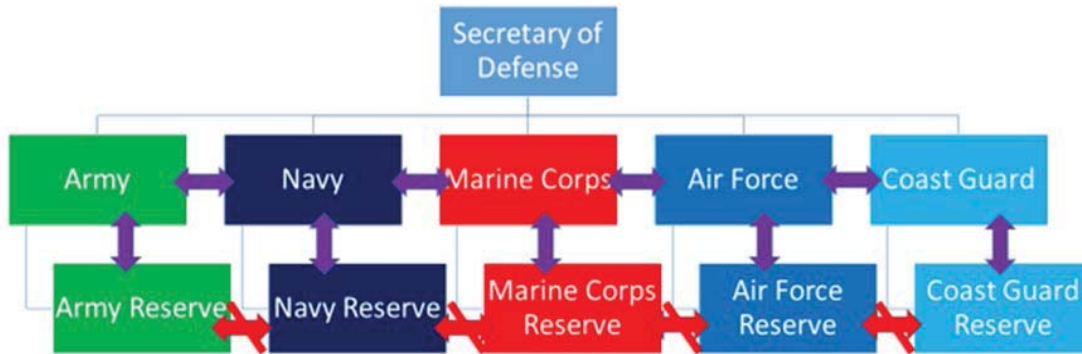 Secretary of
Defense
Army
Navy
Marine Corps
Air Force
Coast Guard
Army Reserve
Navy Reserve
Marine Corps
Reserve
Air Force
Reserve
Coast Guard
Reserve